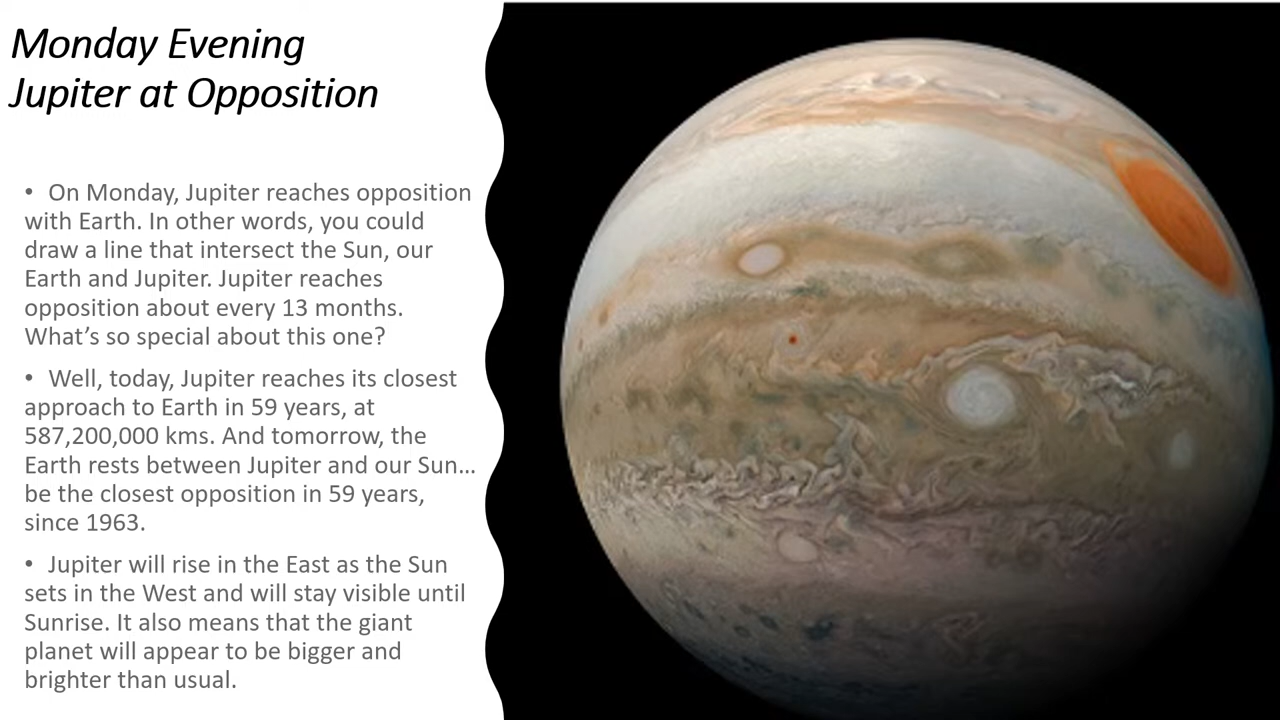 Monday Evening
Jupiter at Opposition
• On Monday, Jupiter reaches opposition
with Earth. In other words, you could
draw a line that intersect the Sun, our
Earth and Jupiter. Jupiter reaches
opposition about every 13 months.
What’s so special about this one?
• Well, today, Jupiter reaches its closest
approach to Earth in 59 years, at
587,200,000 kms. And tomorrow, the
Earth rests between Jupiter and our Sun…
be the closest opposition in 59 years,
since 1963.
• Jupiter will rise in the East as the Sun
sets in the West and will stay visible until
Sunrise. It also means that the giant
planet will appear to be bigger and
brighter than usual.